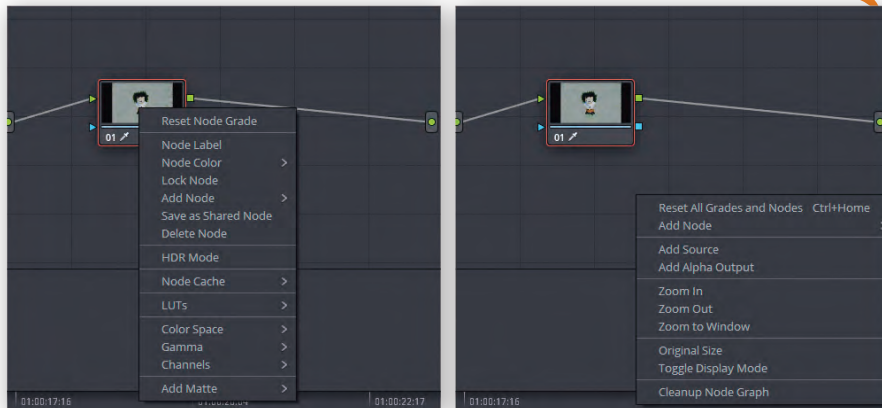 01
Reset Node Grade
Node Label
Node Color >
Lock Node
Add Node >
Save as Shared Node
Delete Node
HDR Mode
Node Cache >
LUTs >
Color Space >
Gamma >
Channels >
Add Matte >
01:00:17:16
01:00:22:17
01
Reset All Grades and Nodes Ctrl+Home
Add Node
Add Source
Add Alpha Output
Zoom In
Zoom Out
Zoom to Window
Original Size
Toggle Display Mode
Cleanup Node Graph
01:00:17:16